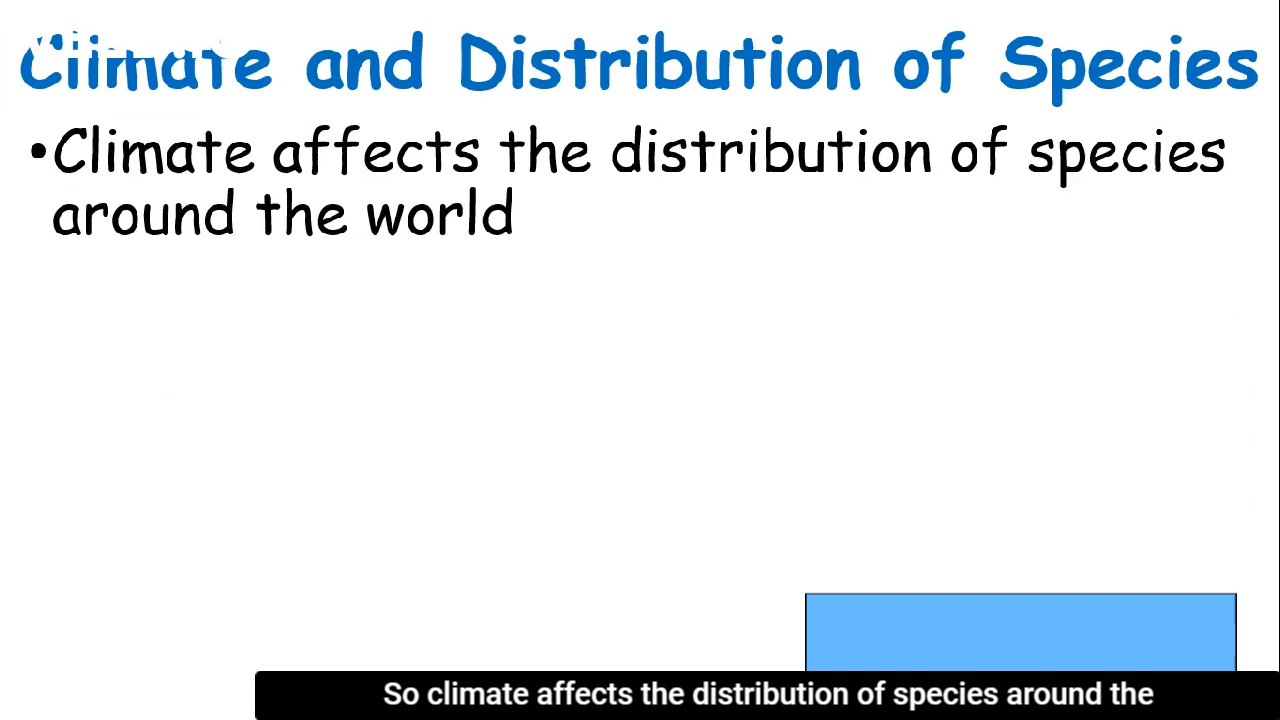 Climate and Distribution of Species
•Climate affects the distribution of species
around the world
So climate affects the distribution of species around the